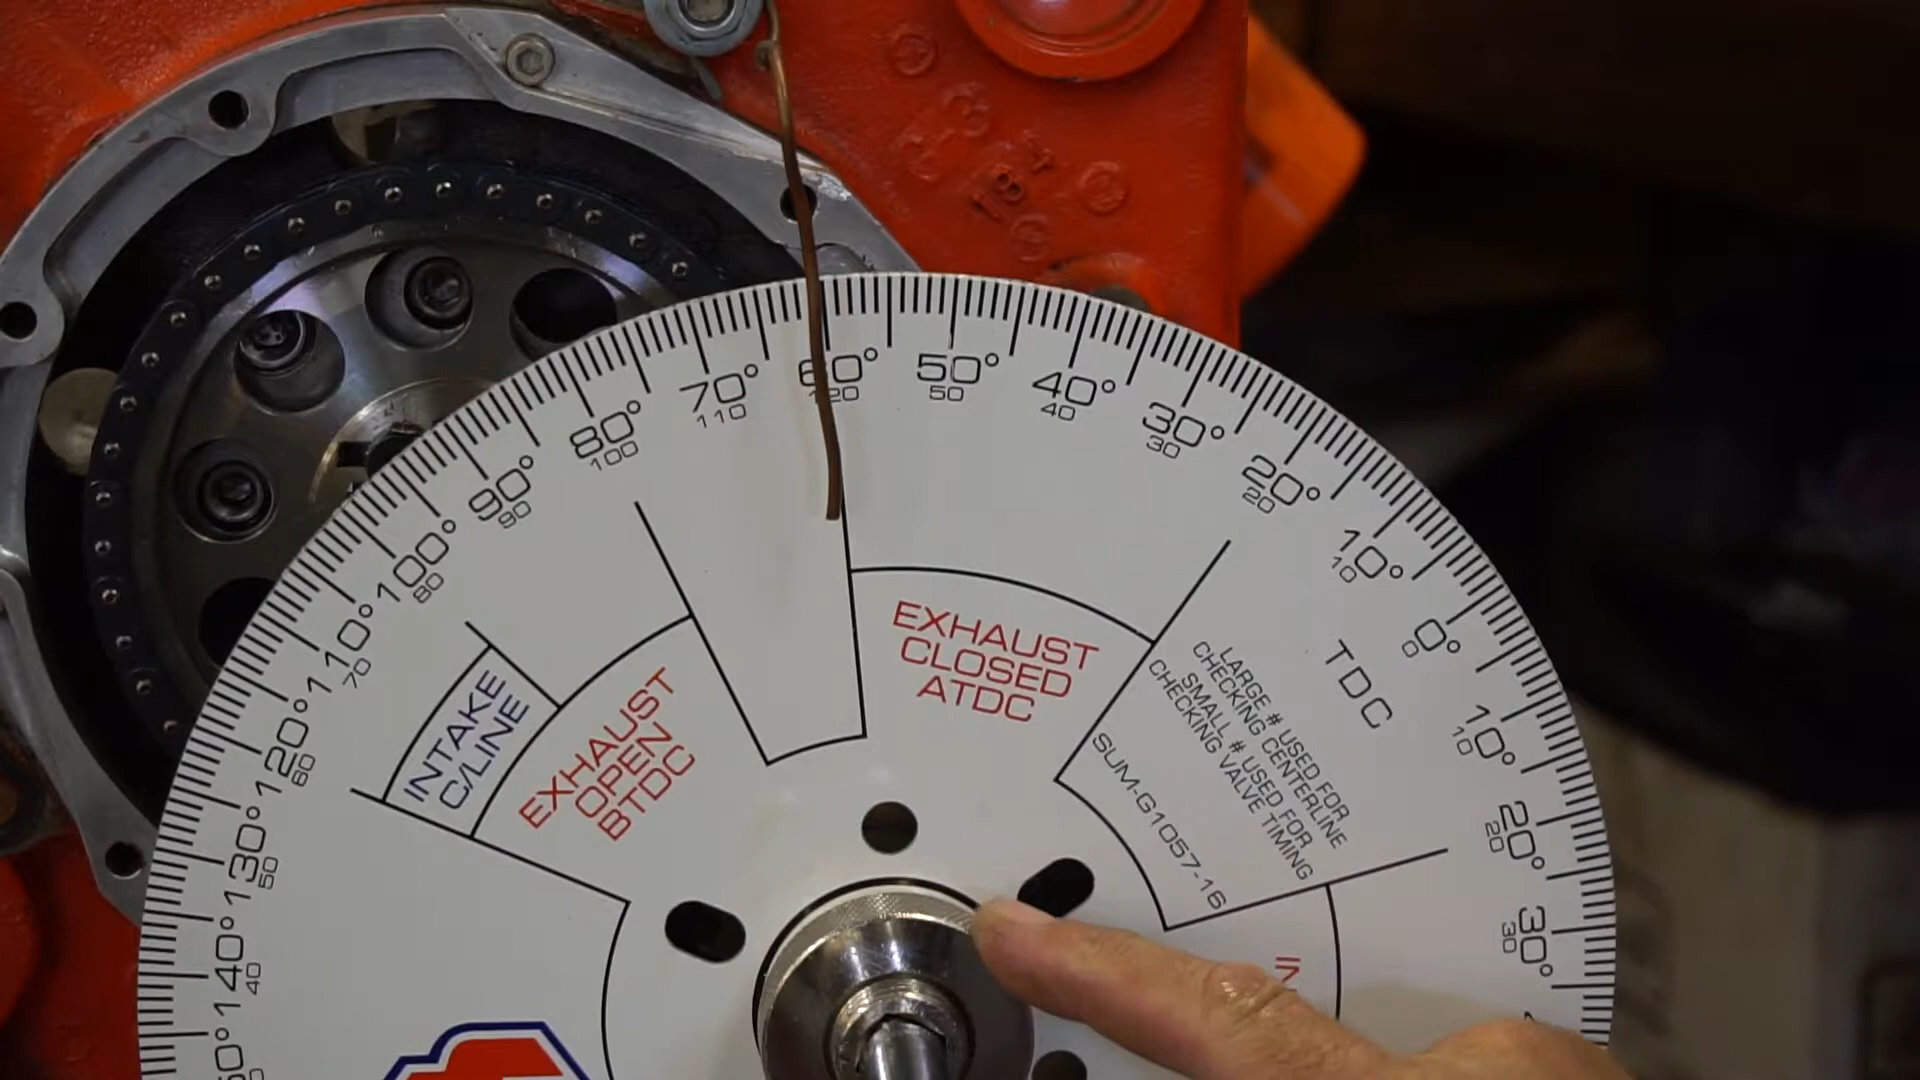 70°
110
60°
120
50°
50
40°
40
30°
30
20°
20
10°
10
0°
0
10°
10
20°
20
30°
30
80°
100
90°
90
100°
80
110°
70
120°
60
130°
50
140°
40
TDC
INTAKE
C/LINE
EXHAUST
OPEN
BTDC
EXHAUST
CLOSED
ATDC
LARGE # USED FOR
CHECKING CENTERLINE
SMALL # USED FOR
CHECKING VALVE TIMING
SUM-G1057-16